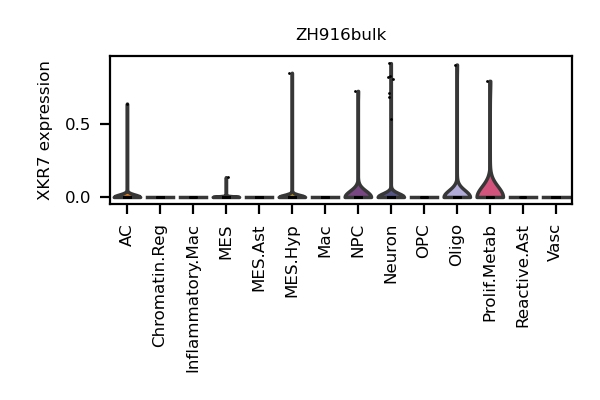 ZH916bulk
XKR7 expression
0.5
0.0
AC
Chromatin.Reg
Inflammatory.Mac
MES
MES.Ast
MES.Hyp
Mac
NPC
Neuron
OPC
Oligo
Prolif.Metab
Reactive.Ast
Vasc